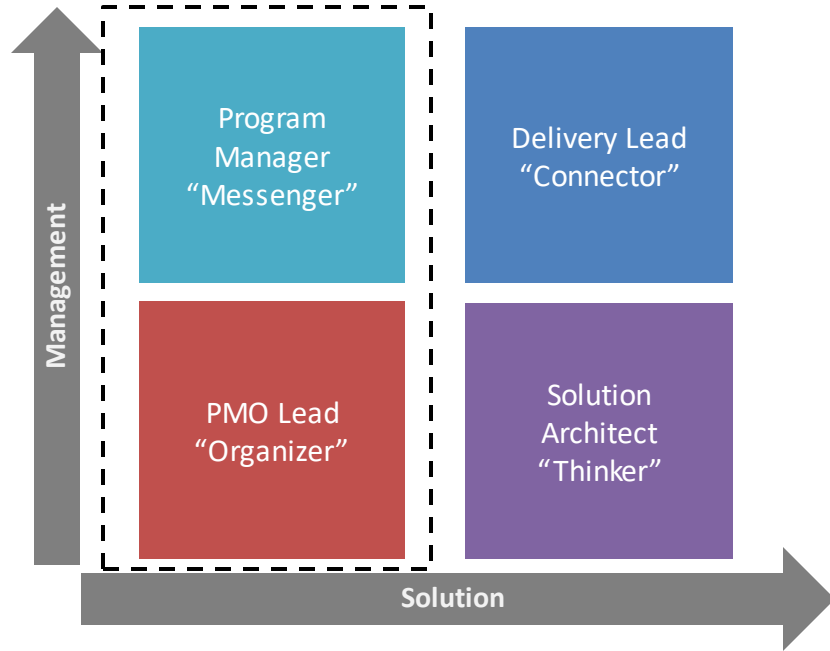 Program
Manager
“Messenger”
Delivery Lead
“Connector”
Management
PMO Lead
“Organizer”
Solution
Architect
“Thinker”
Solution